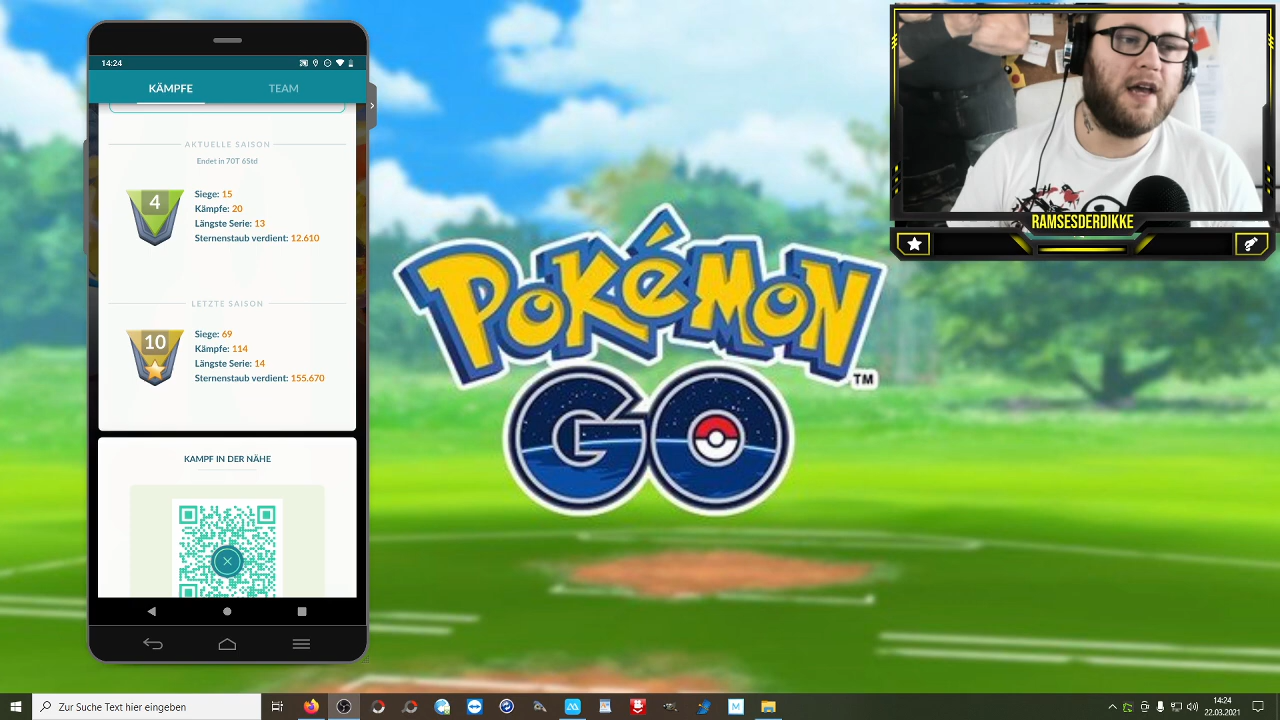 14:24
KÄMPFE
TEAM
AKTUELLE SAISON
Endet in 70T 6Std
4
Siege: 15
Kämpfe: 20
Längste Serie: 13
Sternenstaub verdient: 12.610
LETZTE SAISON
10
Siege: 69
Kämpfe: 114
Längste Serie: 14
Sternenstaub verdient: 155.670
KAMPF IN DER NÄHE
POKéMON
TM
GO
RAMSESDERDIKKE
Zur Suche Text hier eingeben
14:24
22.03.2021